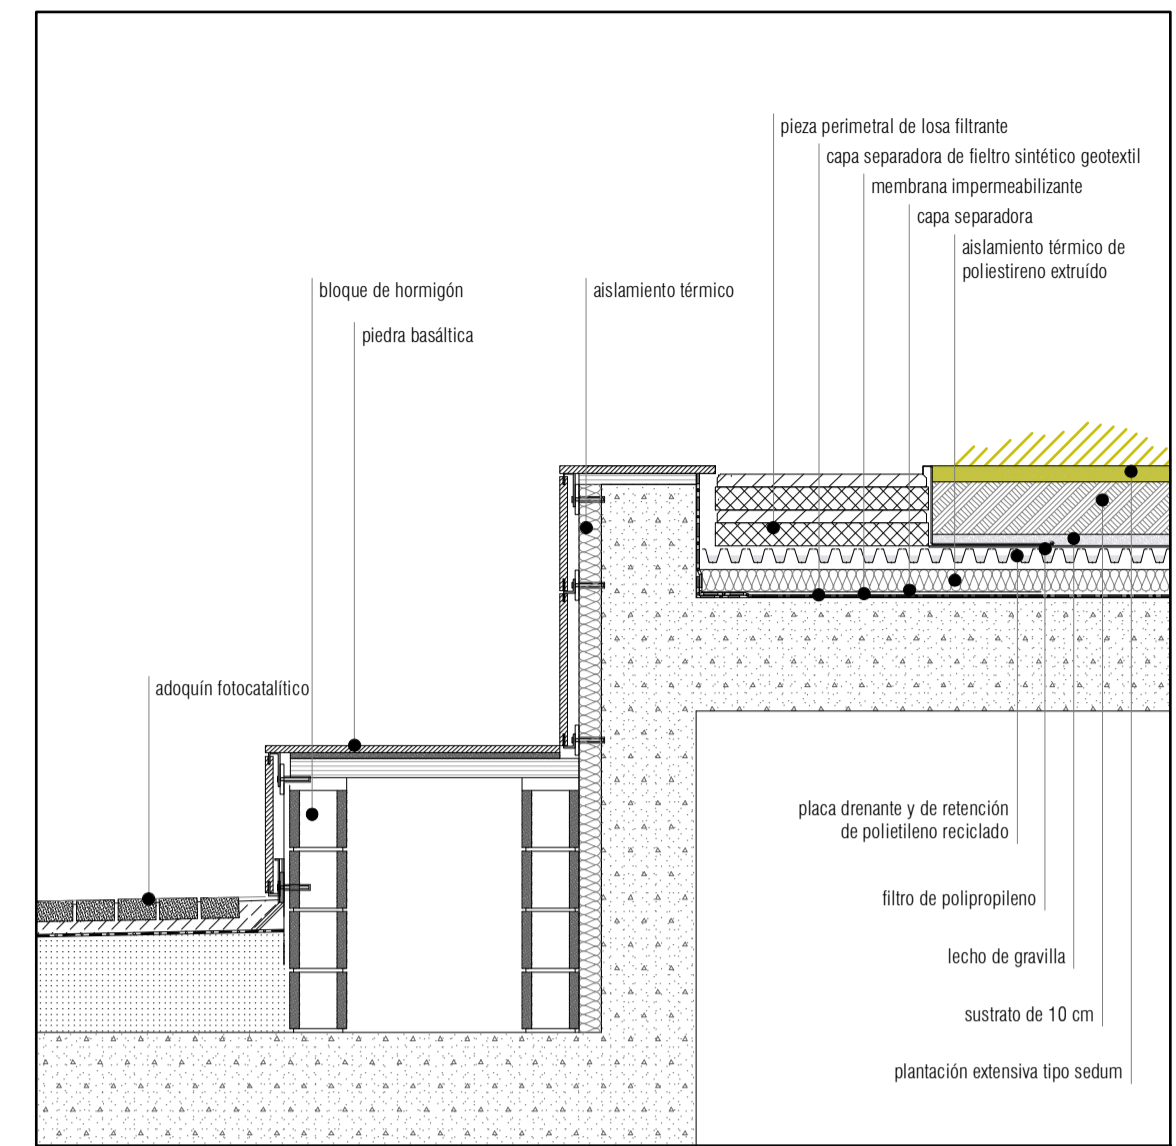 pieza perimetral de losa filtrante
capa separadora de fieltro sintético geotextil
membrana impermeabilizante
capa separadora
aislamiento térmico de
poliestireno extruído
bloque de hormigón
aislamiento térmico
piedra basáltica
adoquín fotocatalítico
placa drenante y de retención
de polietileno reciclado
filtro de polipropileno
lecho de gravilla
sustrato de 10 cm
plantación extensiva tipo sedum